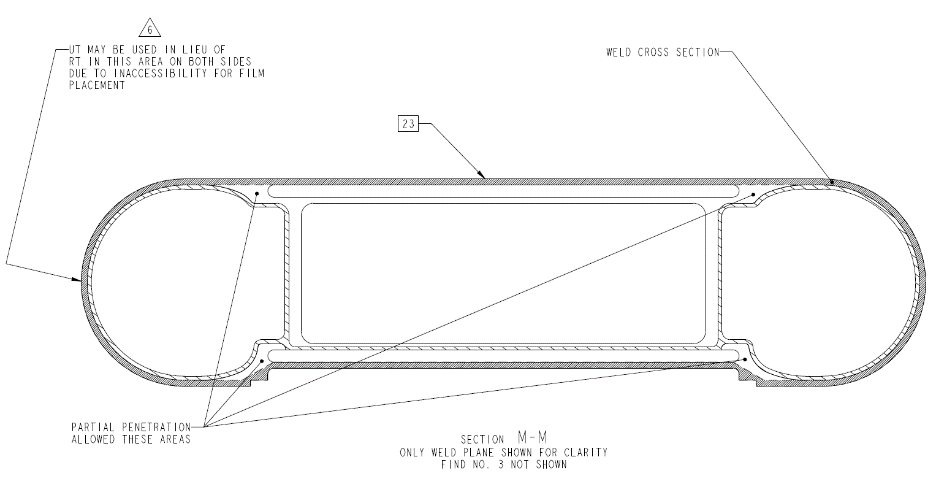 6
UT MAY BE USED IN LIEU OF
RT IN THIS AREA ON BOTH SIDES
DUE TO INACCESSIBILITY FOR FILM
PLACEMENT
WELD CROSS SECTION
23
PARTIAL PENETRATION
ALLOWED THESE AREAS
SECTION M-M
ONLY WELD PLANE SHOWN FOR CLARITY
FIND NO. 3 NOT SHOWN